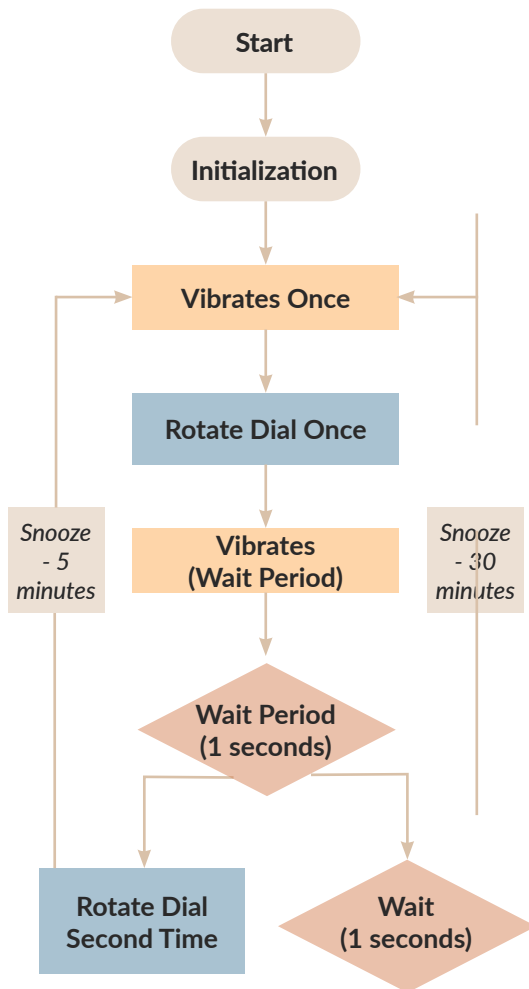 Start
Initialization
Vibrates Once
Rotate Dial Once
Snooze
- 5
minutes
Vibrates
(Wait Period)
Snooze
- 30
minutes
Wait Period
(1 seconds)
Rotate Dial
Second Time
Wait
(1 seconds)